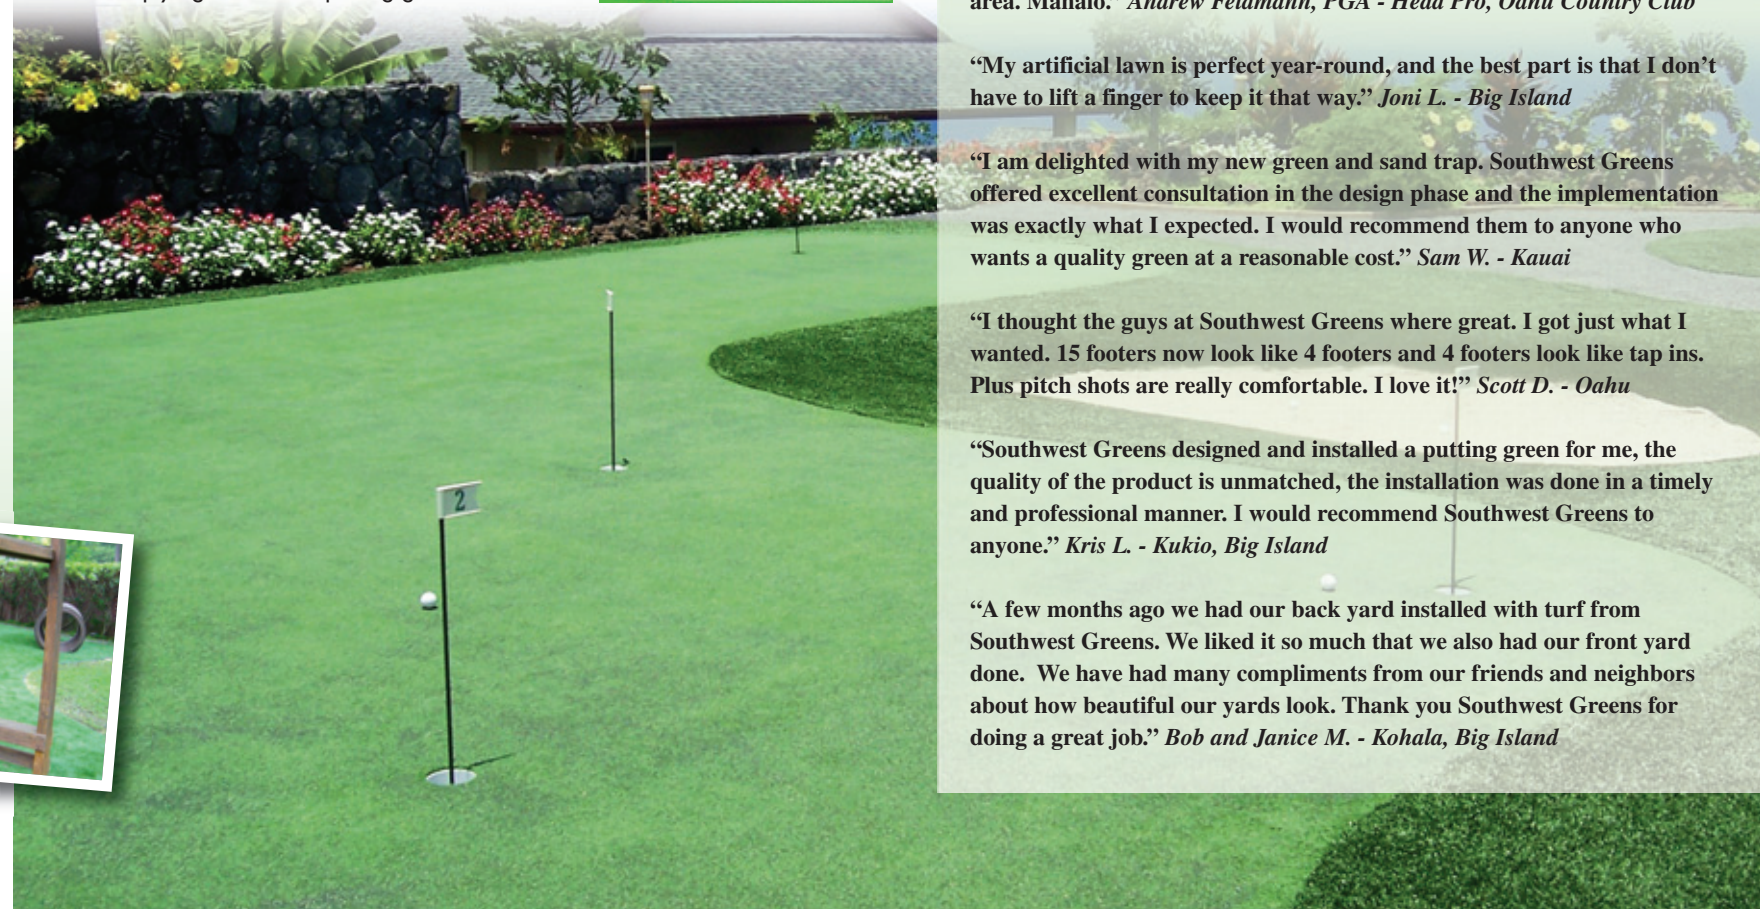 area. Mahalo." Andrew Feldmann, PGA - Head Pro, Oahu Country Club
“My artificial lawn is perfect year-round, and the best part is that I don’t
have to lift a finger to keep it that way.” Joni L. - Big Island
“I am delighted with my new green and sand trap. Southwest Greens
offered excellent consultation in the design phase and the implementation
was exactly what I expected. I would recommend them to anyone who
wants a quality green at a reasonable cost.” Sam W. - Kauai
“I thought the guys at Southwest Greens where great. I got just what I
wanted. 15 footers now look like 4 footers and 4 footers look like tap ins.
Plus pitch shots are really comfortable. I love it!” Scott D. - Oahu
“Southwest Greens designed and installed a putting green for me, the
quality of the product is unmatched, the installation was done in a timely
and professional manner. I would recommend Southwest Greens to
anyone.” Kris L. - Kukio, Big Island
“A few months ago we had our back yard installed with turf from
Southwest Greens. We liked it so much that we also had our front yard
done. We have had many compliments from our friends and neighbors
about how beautiful our yards look. Thank you Southwest Greens for
doing a great job.” Bob and Janice M. - Kohala, Big Island
2